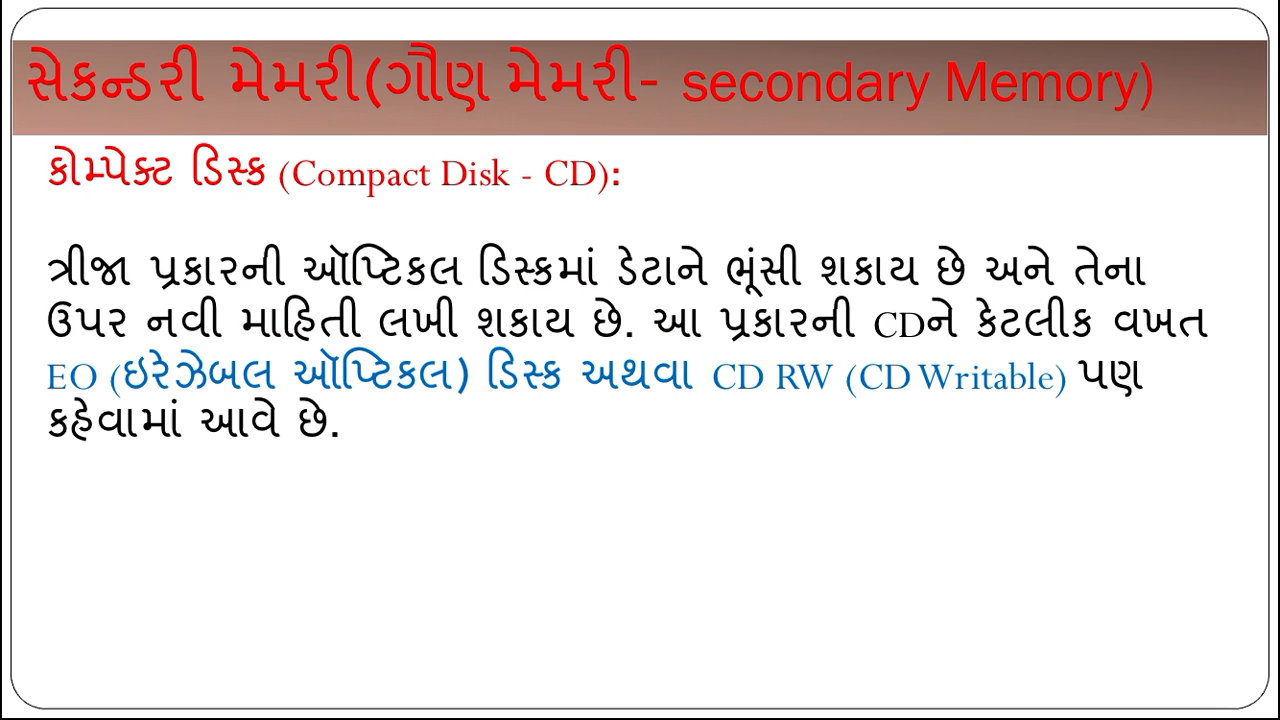 સેકન્ડરી મેમરી(ગૌણ મેમરી- secondary Memory)
કોમ્પેક્ટ ડિસ્ક (Compact Disk - CD):
ત્રીજા પ્રકારની ઑપ્ટિકલ ડિસ્કમાં ડેટાને ભૂંસી શકાય છે અને તેના
ઉપર નવી માહિતી લખી શકાય છે. આ પ્રકારની CDને કેટલીક વખત
EO (ઇરેઝેબલ ઑપ્ટિકલ) ડિસ્ક અથવા CD RW (CD Writable) પણ
કહેવામાં આવે છે.